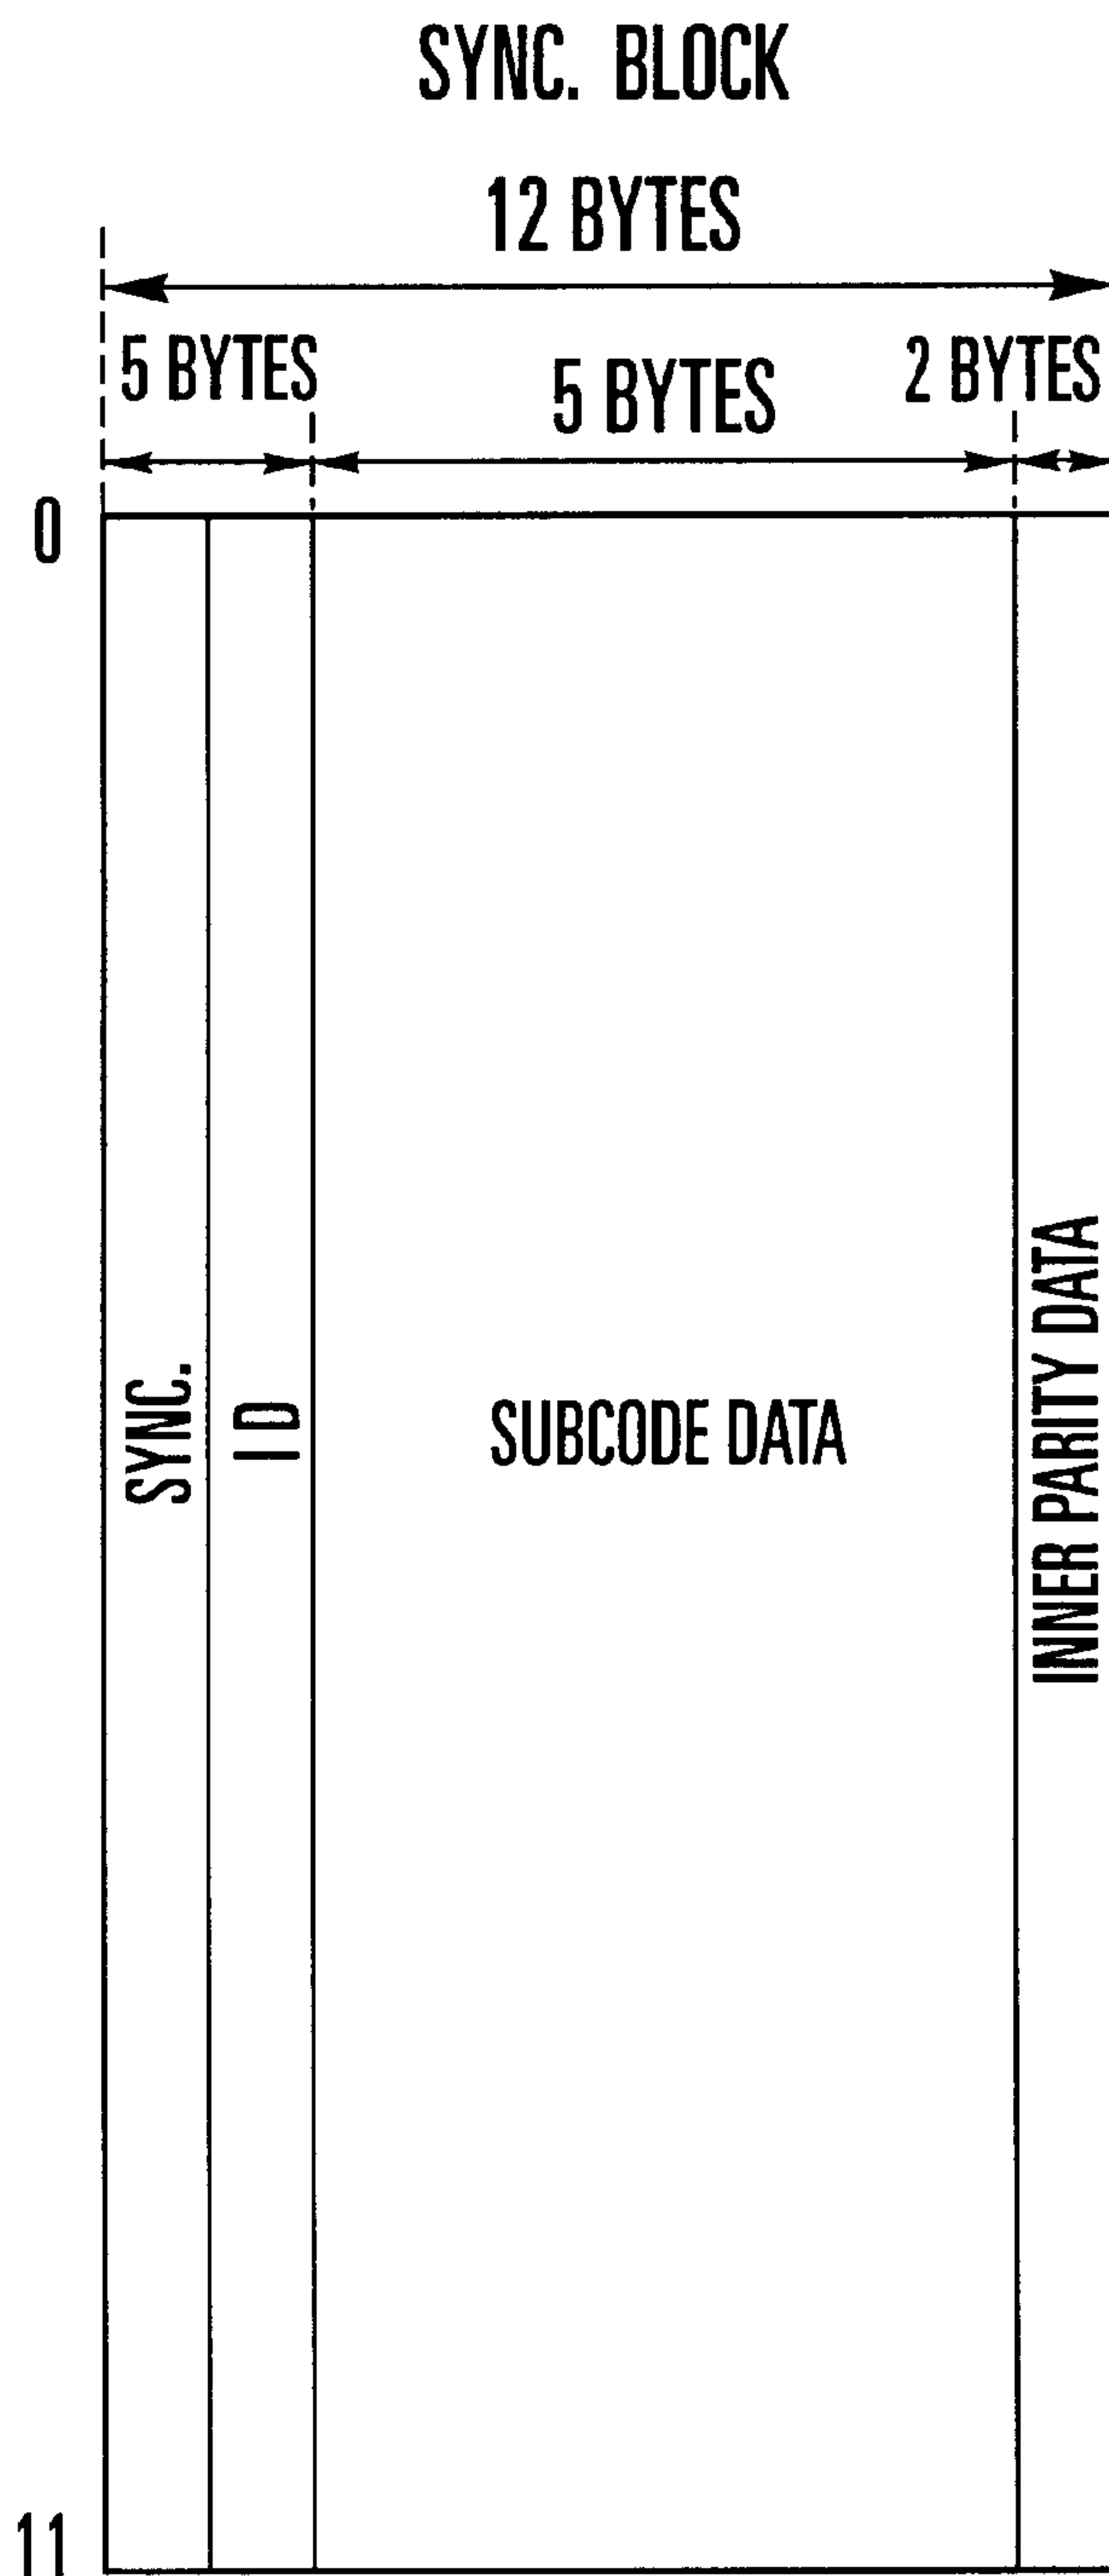 SYNC. BLOCK
12 BYTES
5 BYTES
5 BYTES
2 BYTES
0
SYNC.
ID
SUBCODE DATA
INNER PARITY DATA
11